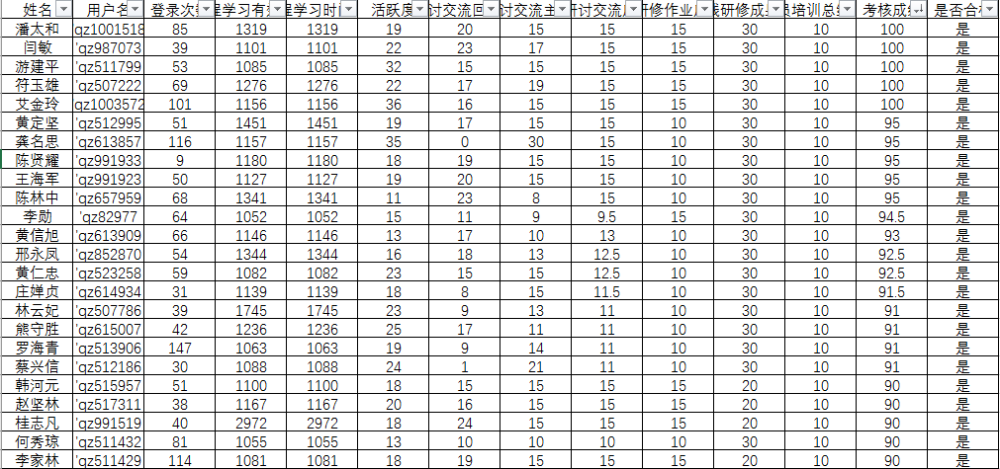 姓名 用户名 登录次数 程学习有效 程学习时间 活跃度 讨交流回 讨交流主 研讨交流成 研修作业成 线研修成果 员培训总结 考核成绩 是否合格
潘太和 qz1001518 85 1319 1319 19 20 15 15 15 30 10 100 是
闫敏 'qz987073 39 1101 1101 22 23 17 15 15 30 10 100 是
游建平 'qz511799 53 1085 1085 32 15 15 15 15 30 10 100 是
符玉雄 'qz507222 69 1276 1276 22 17 19 15 15 30 10 100 是
艾金玲 qz1003572 101 1156 1156 36 16 15 15 15 30 10 100 是
黄定坚 'qz512995 51 1451 1451 19 17 15 15 10 30 10 95 是
龚名思 'qz613857 116 1157 1157 35 0 30 15 10 30 10 95 是
陈贤耀 'qz991933 9 1180 1180 18 19 15 15 10 30 10 95 是
王海军 'qz991923 50 1127 1127 19 20 15 15 10 30 10 95 是
陈林中 'qz657959 68 1341 1341 11 23 8 15 10 30 10 95 是
李勋 'qz82977 64 1052 1052 15 11 9 9.5 15 30 10 94.5 是
黄信旭 'qz613909 66 1146 1146 13 17 10 13 10 30 10 93 是
邢永凤 'qz852870 54 1344 1344 16 18 13 12.5 10 30 10 92.5 是
黄仁忠 'qz523258 59 1082 1082 23 15 15 12.5 10 30 10 92.5 是
庄婵贞 'qz614934 31 1139 1139 18 8 15 11.5 10 30 10 91.5 是
林云妃 'qz507786 39 1745 1745 23 9 13 11 10 30 10 91 是
熊守胜 'qz615007 42 1236 1236 25 17 11 11 10 30 10 91 是
罗海青 'qz513906 147 1063 1063 19 9 14 11 10 30 10 91 是
蔡兴信 'qz512186 30 1088 1088 24 1 21 11 10 30 10 91 是
韩河元 'qz515957 51 1100 1100 18 15 15 15 15 20 10 90 是
赵坚林 'qz517311 38 1167 1167 20 16 15 15 15 20 10 90 是
桂志凡 'qz991519 40 2972 2972 18 24 15 15 15 20 10 90 是
何秀琼 'qz511432 81 1055 1055 13 10 10 10 10 30 10 90 是
李家林 'qz511429 114 1081 1081 18 19 15 15 15 20 10 90 是